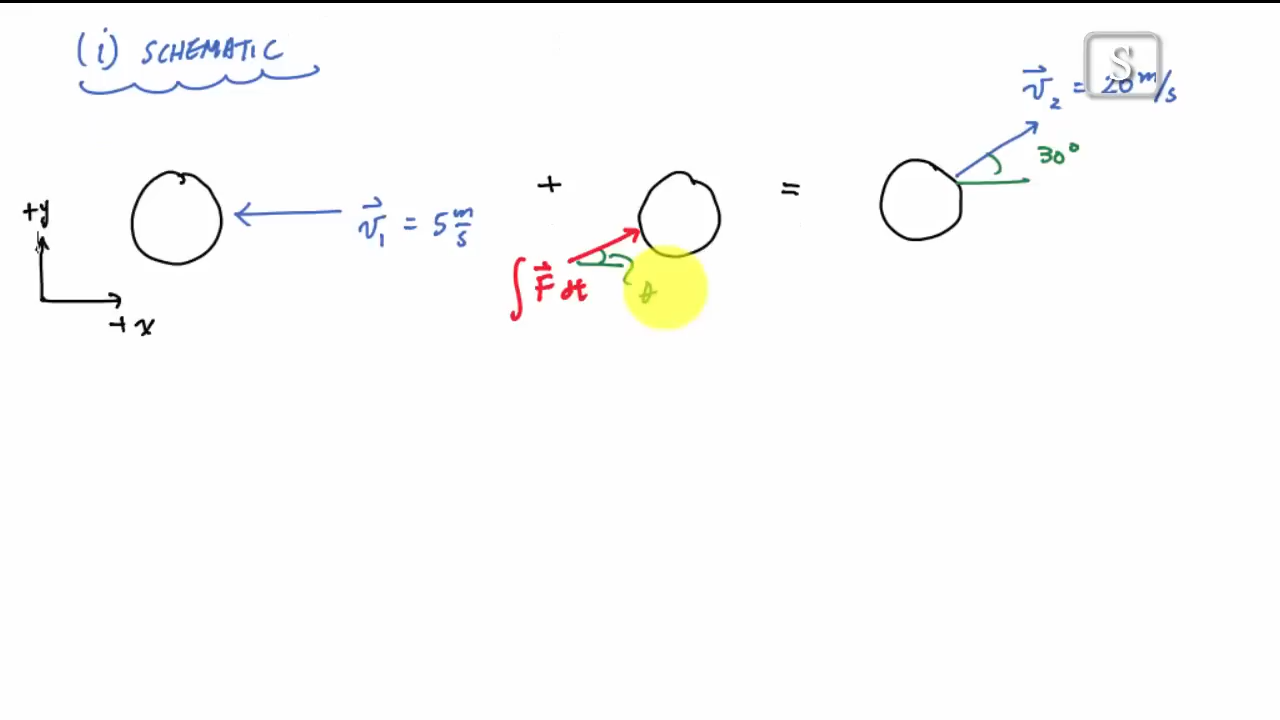 (i) SCHEMATIC
S
v⃗₂ = 20 m/s
30°
+ =
+y
v⃗₁ = 5 m/s
∫ F⃗ dt θ
+x